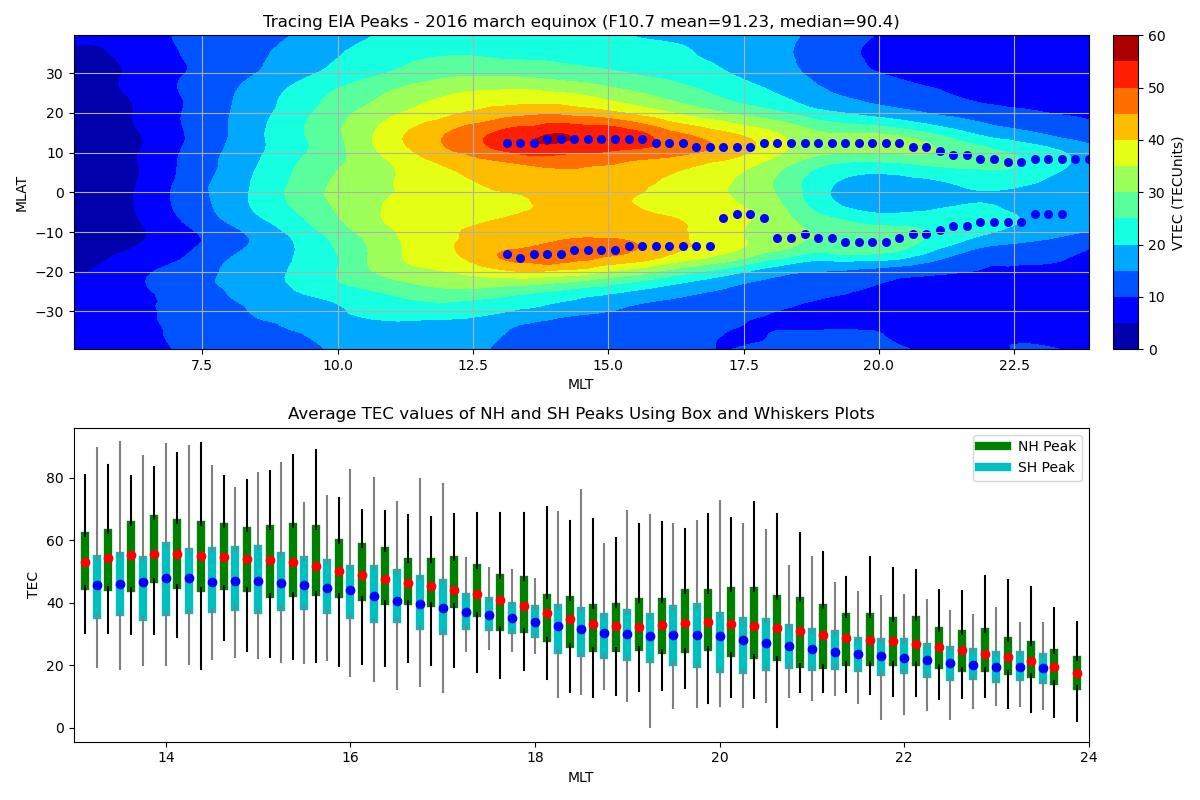 Tracing EIA Peaks - 2016 march equinox (F10.7 mean=91.23, median=90.4)
30
20
10
0
−10
−20
−30
MLAT
7.5 10.0 12.5 15.0 17.5 20.0 22.5
MLT
60
50
40
30
20
10
0
VTEC (TECUnits)
Average TEC values of NH and SH Peaks Using Box and Whiskers Plots
NH Peak
SH Peak
80
60
40
20
0
TEC
14 16 18 20 22 24
MLT